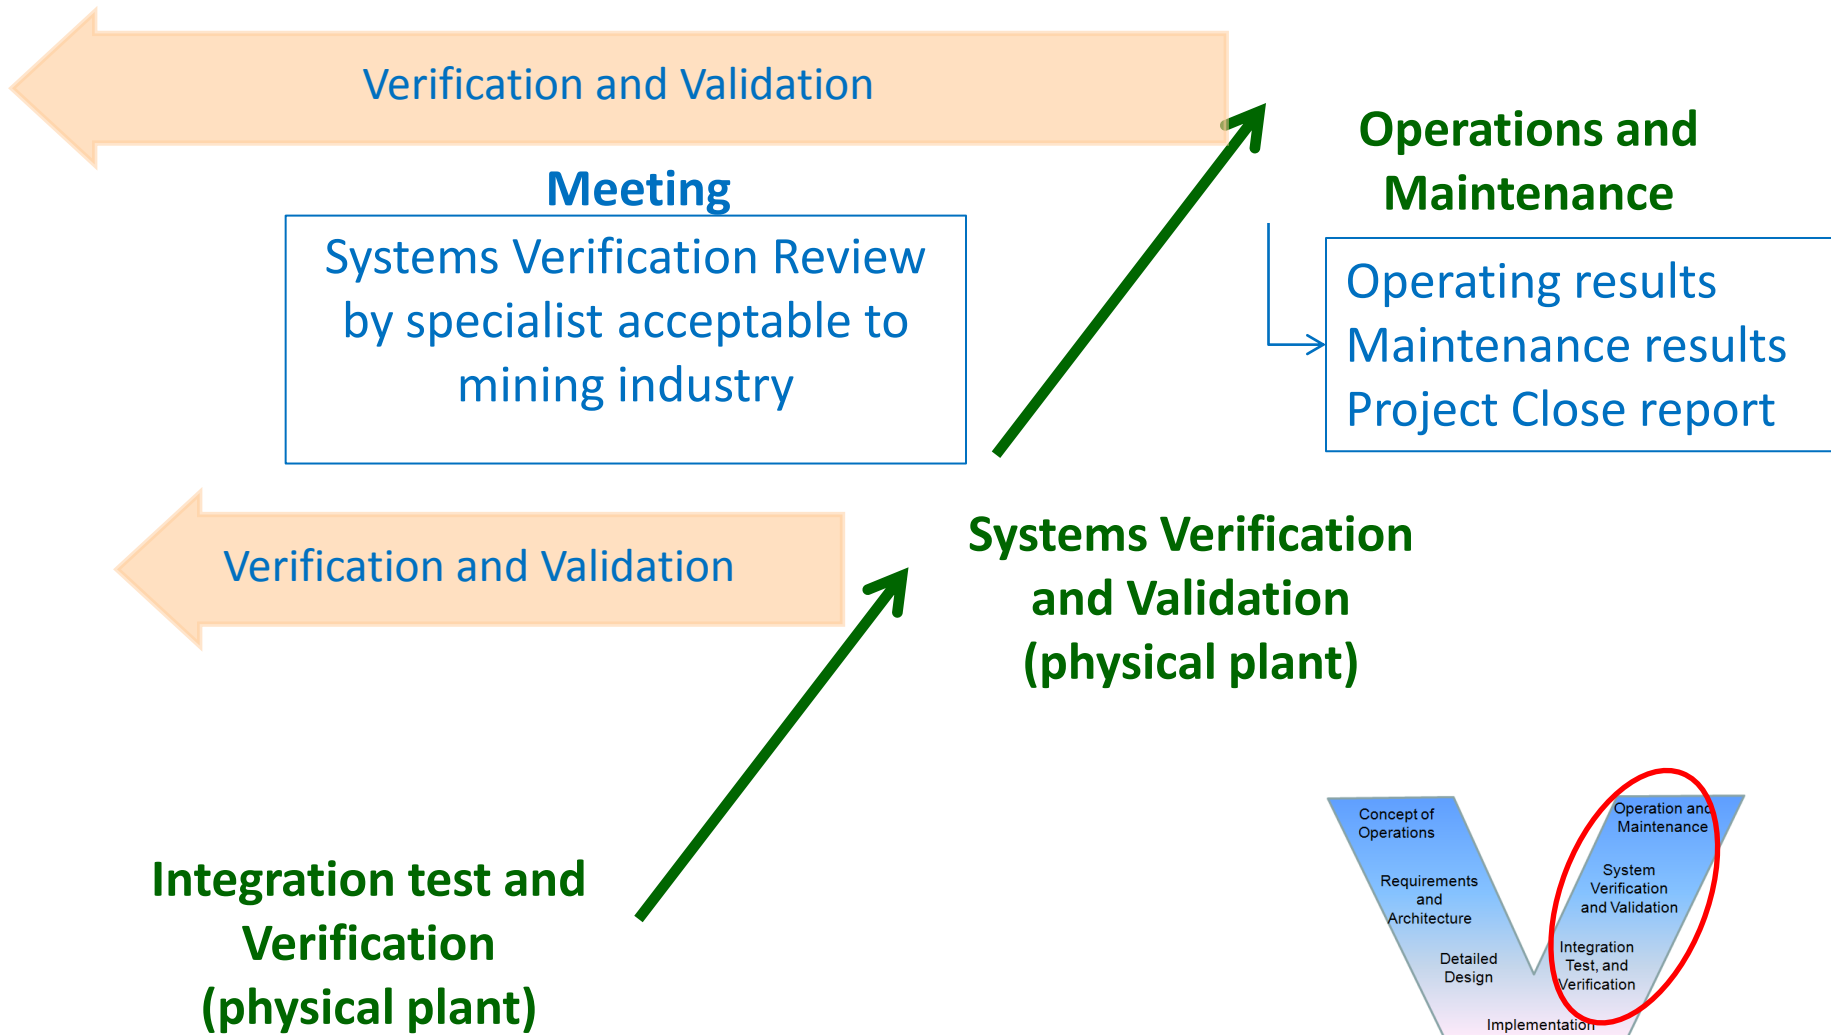 Verification and Validation
Operations and
Maintenance
Meeting
Systems Verification Review
by specialist acceptable to
mining industry
Operating results
Maintenance results
Project Close report
Verification and Validation
Systems Verification
and Validation
(physical plant)
Integration test and
Verification
(physical plant)
Concept of
Operations
Requirements
and
Architecture
Detailed
Design
Implementation
Operation and
Maintenance
System
Verification
and Validation
Integration
Test, and
Verification